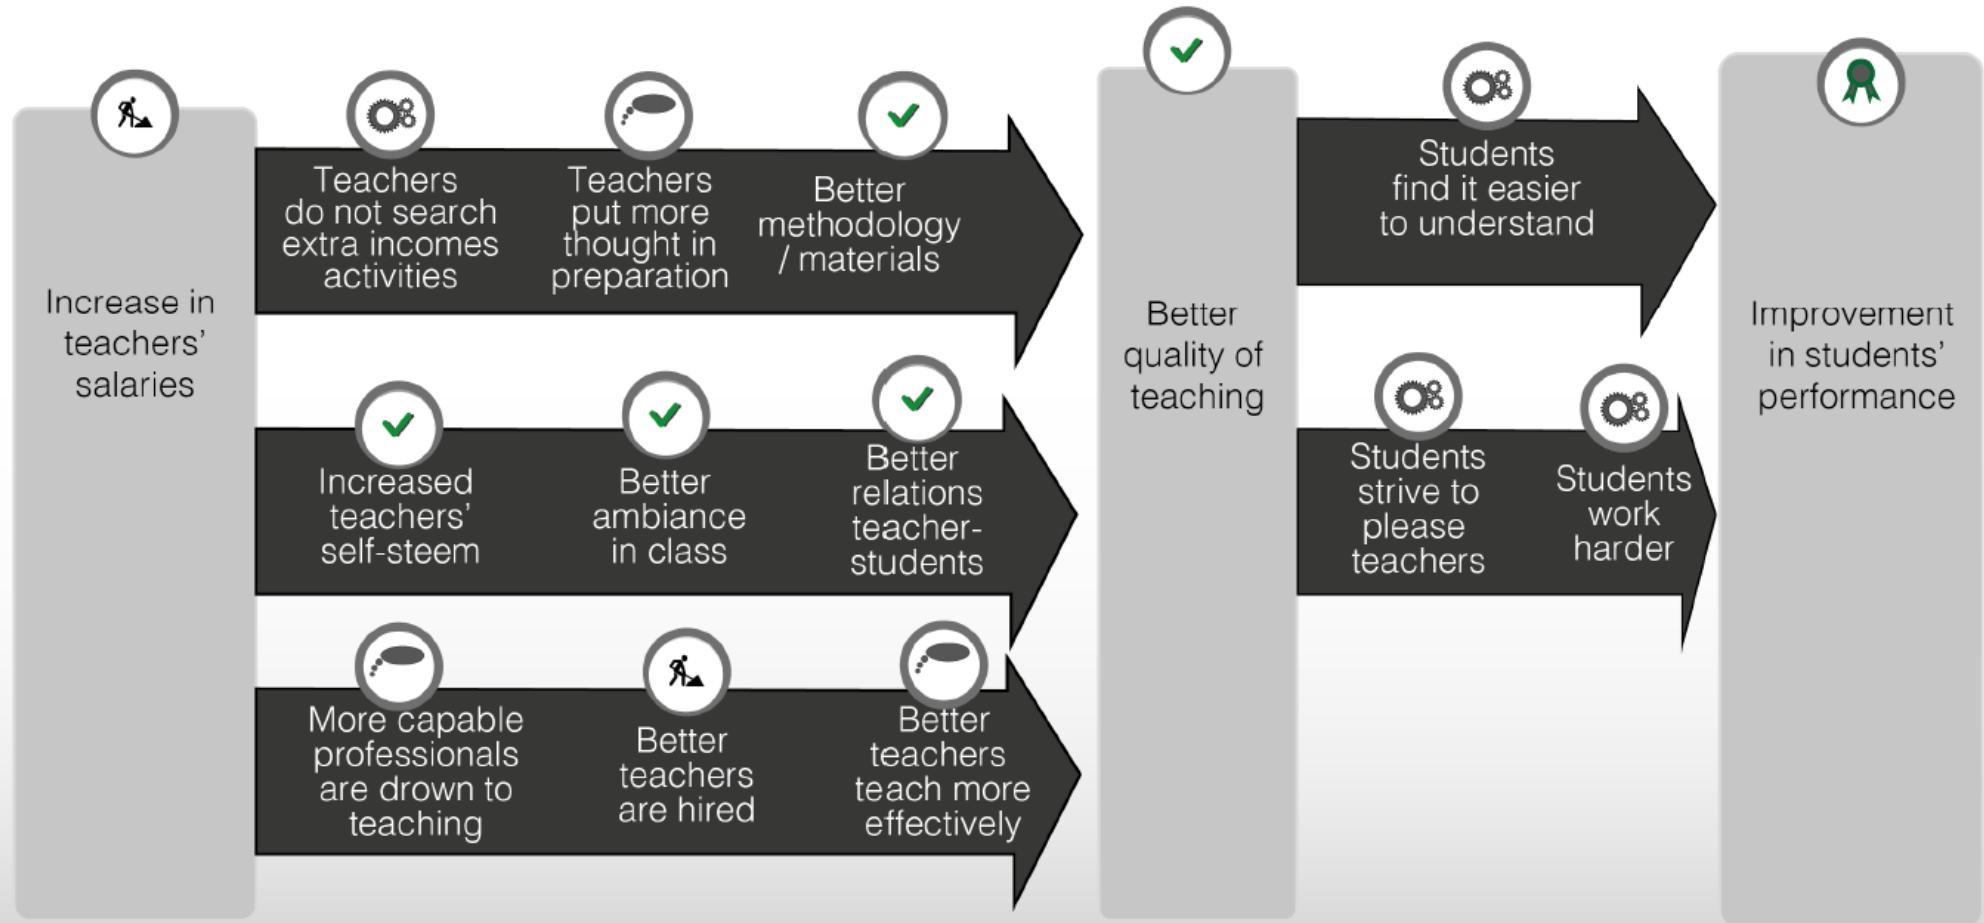 Increase in
teachers’
salaries
Teachers
do not search
extra incomes
activities
Teachers
put more
thought in
preparation
Better
methodology
/ materials
Increased
teachers’
self-steem
Better
ambiance
in class
Better
relations
teacher-
students
More capable
professionals
are drown to
teaching
Better
teachers
are hired
Better
teachers
teach more
effectively
Better
quality of
teaching
Students
find it easier
to understand
Students
strive to
please
teachers
Students
work
harder
Improvement
in students’
performance